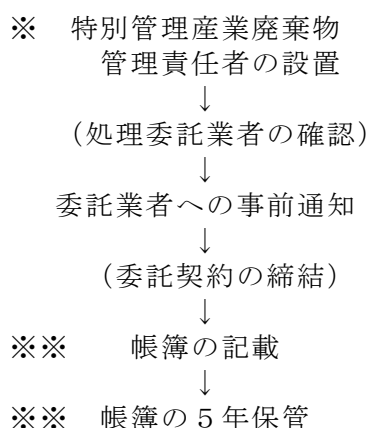 ※　特別管理産業廃棄物
管理責任者の設置
↓
（処理委託業者の確認）
↓
委託業者への事前通知
↓
（委託契約の締結）
↓
※※　帳簿の記載
↓
※※　帳簿の５年保管